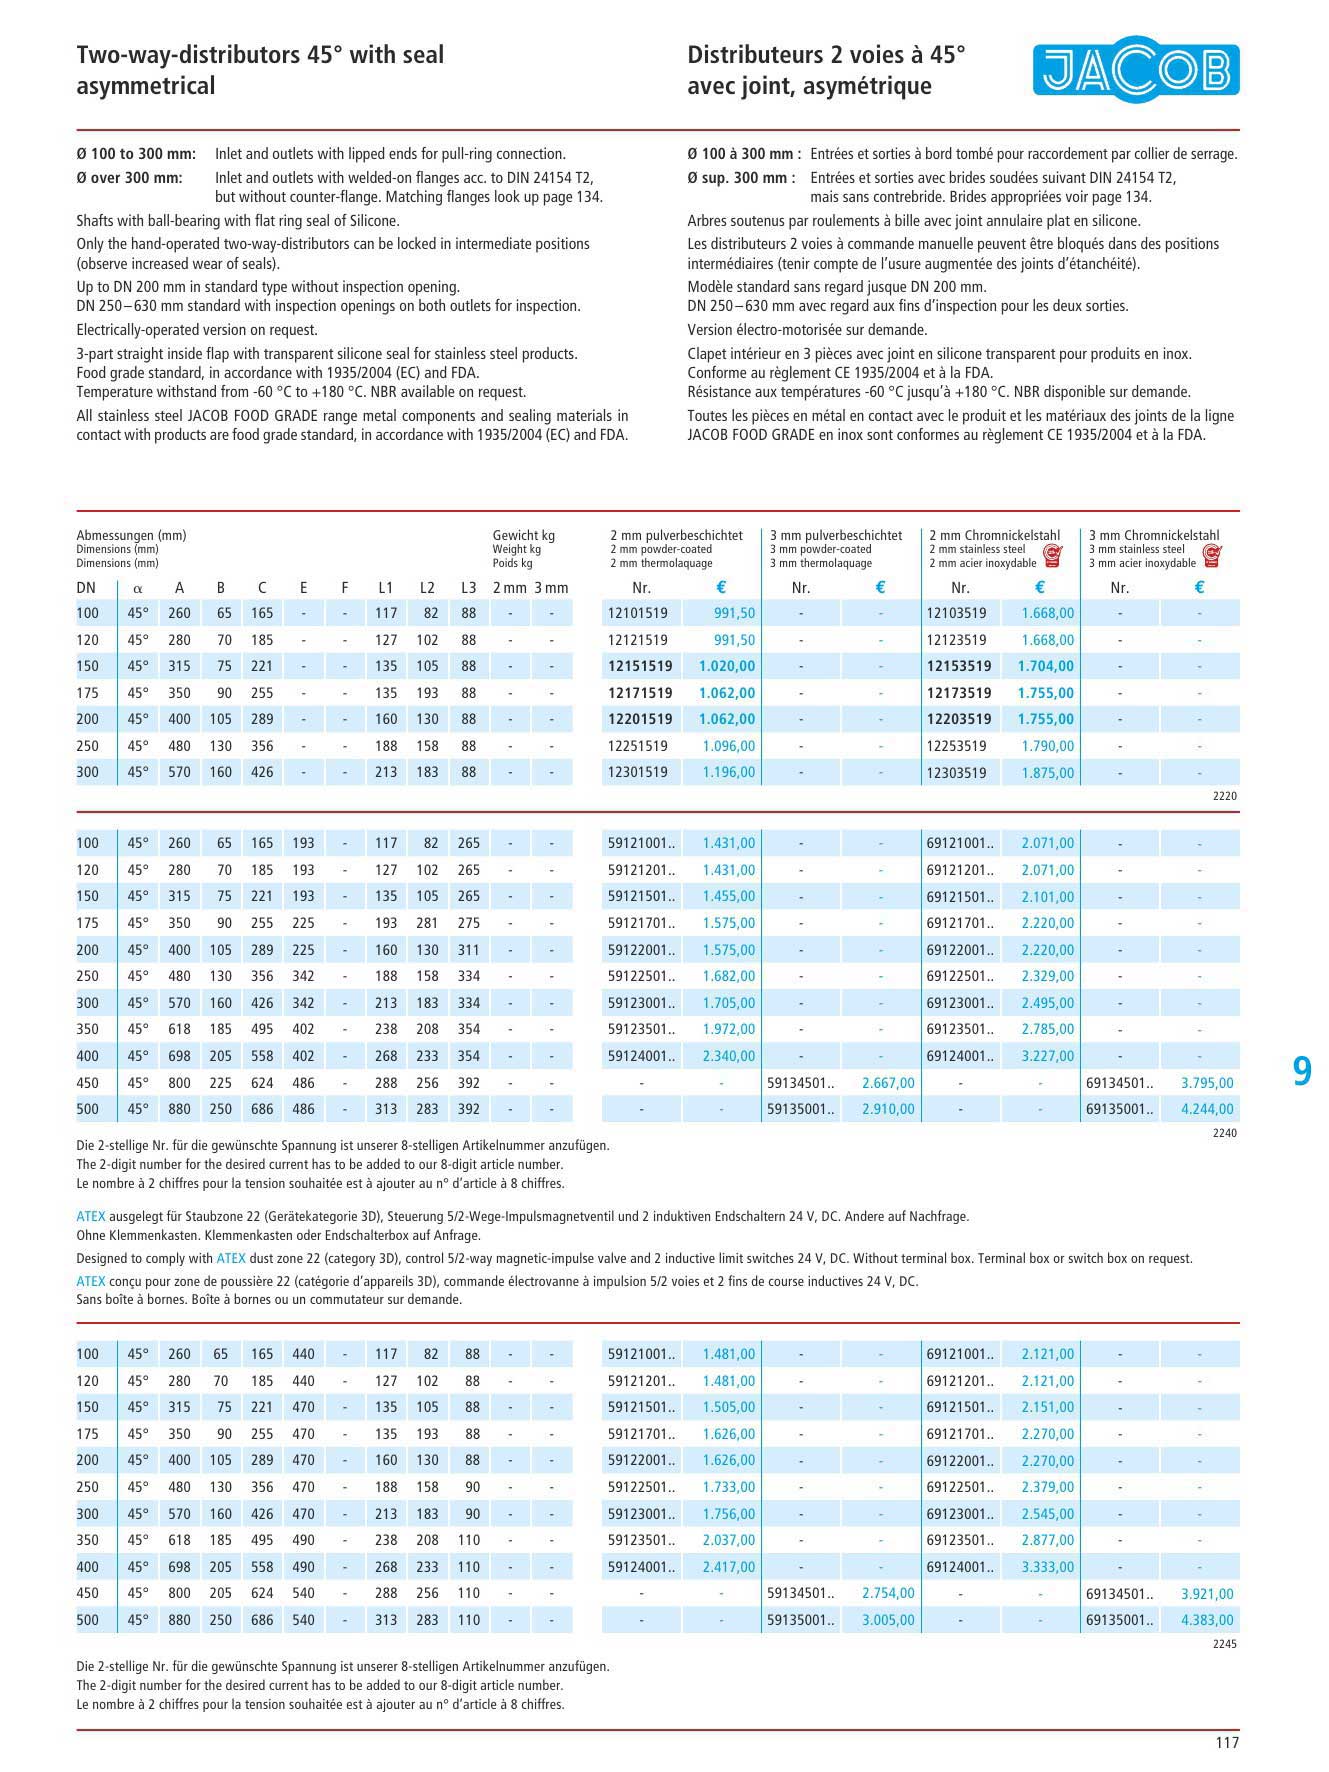 Two-way-distributors 45° with seal
asymmetrical
Distributeurs 2 voies à 45°
avec joint, asymétrique
JACOB
Ø 100 to 300 mm: Inlet and outlets with lipped ends for pull-ring connection.
Ø over 300 mm: Inlet and outlets with welded-on flanges acc. to DIN 24154 T2,
but without counter-flange. Matching flanges look up page 134.
Shafts with ball-bearing with flat ring seal of Silicone.
Only the hand-operated two-way-distributors can be locked in intermediate positions
(observe increased wear of seals).
Up to DN 200 mm in standard type without inspection opening.
DN 250–630 mm standard with inspection openings on both outlets for inspection.
Electrically-operated version on request.
3-part straight inside flap with transparent silicone seal for stainless steel products.
Food grade standard, in accordance with 1935/2004 (EC) and FDA.
Temperature withstand from -60 °C to +180 °C. NBR available on request.
All stainless steel JACOB FOOD GRADE range metal components and sealing materials in
contact with products are food grade standard, in accordance with 1935/2004 (EC) and FDA.
Ø 100 à 300 mm : Entrées et sorties à bord tombé pour raccordement par collier de serrage.
Ø sup. 300 mm : Entrées et sorties avec brides soudées suivant DIN 24154 T2,
mais sans contrebride. Brides appropriées voir page 134.
Arbres soutenus par roulements à bille avec joint annulaire plat en silicone.
Les distributeurs 2 voies à commande manuelle peuvent être bloqués dans des positions
intermédiaires (tenir compte de l'usure augmentée des joints d'étanchéité).
Modèle standard sans regard jusque DN 200 mm.
DN 250–630 mm avec regard aux fins d'inspection pour les deux sorties.
Version électro-motorisée sur demande.
Clapet intérieur en 3 pièces avec joint en silicone transparent pour produits en inox.
Conforme au règlement CE 1935/2004 et à la FDA.
Résistance aux températures -60 °C jusqu'à +180 °C. NBR disponible sur demande.
Toutes les pièces en métal en contact avec le produit et les matériaux des joints de la ligne
JACOB FOOD GRADE en inox sont conformes au règlement CE 1935/2004 et à la FDA.
Abmessungen (mm) Gewicht kg 2 mm pulverbeschichtet 3 mm pulverbeschichtet 2 mm Chromnickelstahl 3 mm Chromnickelstahl
Dimensions (mm) Weight kg 2 mm powder-coated 3 mm powder-coated 2 mm stainless steel 3 mm stainless steel
Dimensions (mm) Poids kg 2 mm thermolaquage 3 mm thermolaquage 2 mm acier inoxydable 3 mm acier inoxydable
DN α A B C E F L1 L2 L3 2 mm 3 mm Nr. € Nr. € Nr. € Nr. €
100 45° 260 65 165 - - 117 82 88 - - 12101519 991,50 - - 12103519 1.668,00 - -
120 45° 280 70 185 - - 127 102 88 - - 12121519 991,50 - - 12123519 1.668,00 - -
150 45° 315 75 221 - - 135 105 88 - - 12151519 1.020,00 - - 12153519 1.704,00 - -
175 45° 350 90 255 - - 135 193 88 - - 12171519 1.062,00 - - 12173519 1.755,00 - -
200 45° 400 105 289 - - 160 130 88 - - 12201519 1.062,00 - - 12203519 1.755,00 - -
250 45° 480 130 356 - - 188 158 88 - - 12251519 1.096,00 - - 12253519 1.790,00 - -
300 45° 570 160 426 - - 213 183 88 - - 12301519 1.196,00 - - 12303519 1.875,00 - -
2220
100 45° 260 65 165 193 - 117 82 265 - - 59121001.. 1.431,00 - - 69121001.. 2.071,00 - -
120 45° 280 70 185 193 - 127 102 265 - - 59121201.. 1.431,00 - - 69121201.. 2.071,00 - -
150 45° 315 75 221 193 - 135 105 265 - - 59121501.. 1.455,00 - - 69121501.. 2.101,00 - -
175 45° 350 90 255 225 - 193 281 275 - - 59121701.. 1.575,00 - - 69121701.. 2.220,00 - -
200 45° 400 105 289 225 - 160 130 311 - - 59122001.. 1.575,00 - - 69122001.. 2.220,00 - -
250 45° 480 130 356 342 - 188 158 334 - - 59122501.. 1.682,00 - - 69122501.. 2.329,00 - -
300 45° 570 160 426 342 - 213 183 334 - - 59123001.. 1.705,00 - - 69123001.. 2.495,00 - -
350 45° 618 185 495 402 - 238 208 354 - - 59123501.. 1.972,00 - - 69123501.. 2.785,00 - -
400 45° 698 205 558 402 - 268 233 354 - - 59124001.. 2.340,00 - - 69124001.. 3.227,00 - -
450 45° 800 225 624 486 - 288 256 392 - - - - 59134501.. 2.667,00 - - 69134501.. 3.795,00
500 45° 880 250 686 486 - 313 283 392 - - - - 59135001.. 2.910,00 - - 69135001.. 4.244,00
2240
9
Die 2-stellige Nr. für die gewünschte Spannung ist unserer 8-stelligen Artikelnummer anzufügen.
The 2-digit number for the desired current has to be added to our 8-digit article number.
Le nombre à 2 chiffres pour la tension souhaitée est à ajouter au n° d'article à 8 chiffres.
ATEX ausgelegt für Staubzone 22 (Gerätekategorie 3D), Steuerung 5/2-Wege-Impulsmagnetventil und 2 induktiven Endschaltern 24 V, DC. Andere auf Nachfrage.
Ohne Klemmenkasten. Klemmenkasten oder Endschalterbox auf Anfrage.
Designed to comply with ATEX dust zone 22 (category 3D), control 5/2-way magnetic-impulse valve and 2 inductive limit switches 24 V, DC. Without terminal box. Terminal box or switch box on request.
ATEX conçu pour zone de poussière 22 (catégorie d'appareils 3D), commande électrovanne à impulsion 5/2 voies et 2 fins de course inductives 24 V, DC.
Sans boîte à bornes. Boîte à bornes ou un commutateur sur demande.
100 45° 260 65 165 440 - 117 82 88 - - 59121001.. 1.481,00 - - 69121001.. 2.121,00 - -
120 45° 280 70 185 440 - 127 102 88 - - 59121201.. 1.481,00 - - 69121201.. 2.121,00 - -
150 45° 315 75 221 470 - 135 105 88 - - 59121501.. 1.505,00 - - 69121501.. 2.151,00 - -
175 45° 350 90 255 470 - 135 193 88 - - 59121701.. 1.626,00 - - 69121701.. 2.270,00 - -
200 45° 400 105 289 470 - 160 130 88 - - 59122001.. 1.626,00 - - 69122001.. 2.270,00 - -
250 45° 480 130 356 470 - 188 158 90 - - 59122501.. 1.733,00 - - 69122501.. 2.379,00 - -
300 45° 570 160 426 470 - 213 183 90 - - 59123001.. 1.756,00 - - 69123001.. 2.545,00 - -
350 45° 618 185 495 490 - 238 208 110 - - 59123501.. 2.037,00 - - 69123501.. 2.877,00 - -
400 45° 698 205 558 490 - 268 233 110 - - 59124001.. 2.417,00 - - 69124001.. 3.333,00 - -
450 45° 800 205 624 540 - 288 256 110 - - - - 59134501.. 2.754,00 - - 69134501.. 3.921,00
500 45° 880 250 686 540 - 313 283 110 - - - - 59135001.. 3.005,00 - - 69135001.. 4.383,00
2245
Die 2-stellige Nr. für die gewünschte Spannung ist unserer 8-stelligen Artikelnummer anzufügen.
The 2-digit number for the desired current has to be added to our 8-digit article number.
Le nombre à 2 chiffres pour la tension souhaitée est à ajouter au n° d'article à 8 chiffres.
117